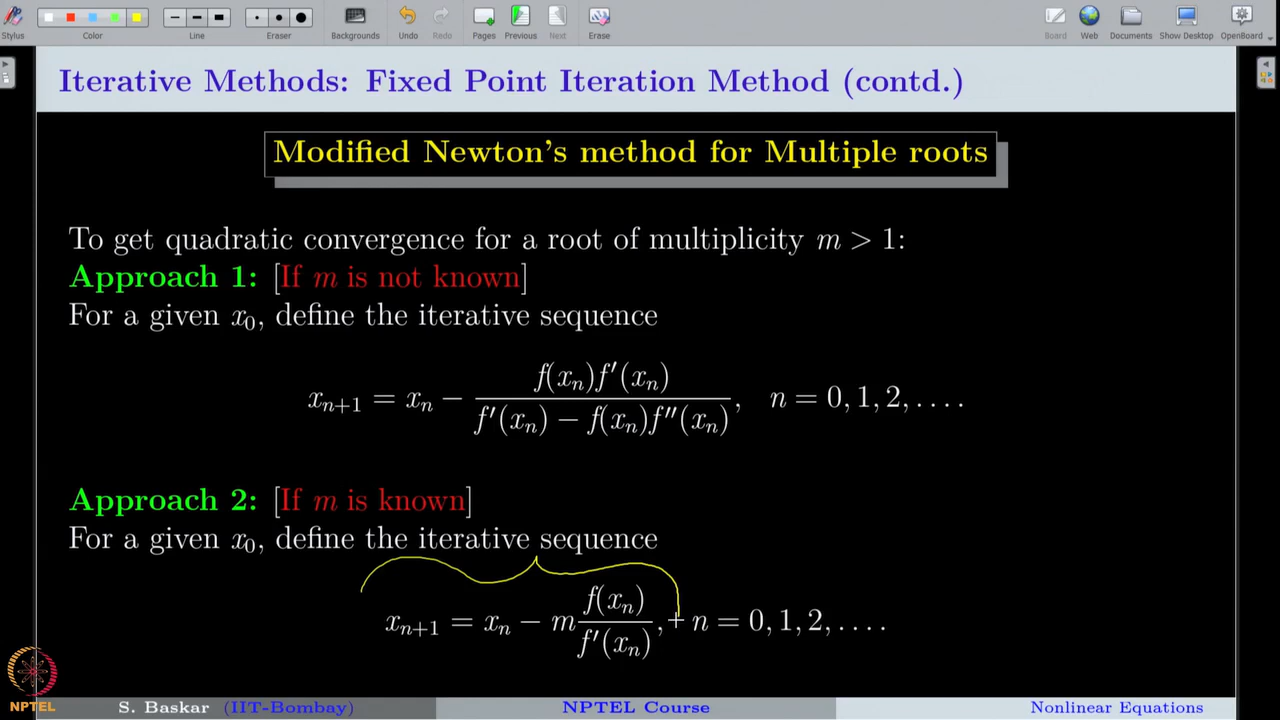 Stylus Color Line Eraser Backgrounds Undo Redo Pages Previous Next Erase Board Web Documents Show Desktop OpenBoard
Iterative Methods: Fixed Point Iteration Method (contd.)
Modified Newton's method for Multiple roots
To get quadratic convergence for a root of multiplicity m > 1:
Approach 1: [If m is not known]
For a given x₀, define the iterative sequence
xₙ₊₁ = xₙ − f(xₙ)f′(xₙ) / f′(xₙ) − f(xₙ)f″(xₙ), n = 0, 1, 2, . . . .
Approach 2: [If m is known]
For a given x₀, define the iterative sequence
xₙ₊₁ = xₙ − m f(xₙ) / f′(xₙ), n = 0, 1, 2, . . . .
NPTEL
S. Baskar (IIT-Bombay) NPTEL Course Nonlinear Equations